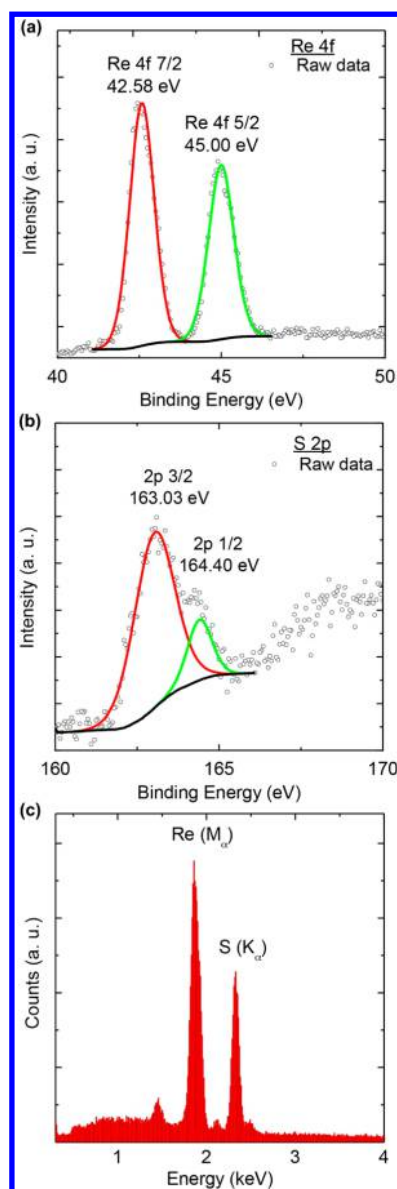 (a)
Re 4f
Raw data
Re 4f 7/2
42.58 eV
Re 4f 5/2
45.00 eV
Intensity (a. u.)
40 45 50
Binding Energy (eV)
(b)
S 2p
Raw data
2p 3/2
163.03 eV
2p 1/2
164.40 eV
Intensity (a. u.)
160 165 170
Binding Energy (eV)
(c)
Re (Mα)
S (Kα)
Counts (a. u.)
1 2 3 4
Energy (keV)